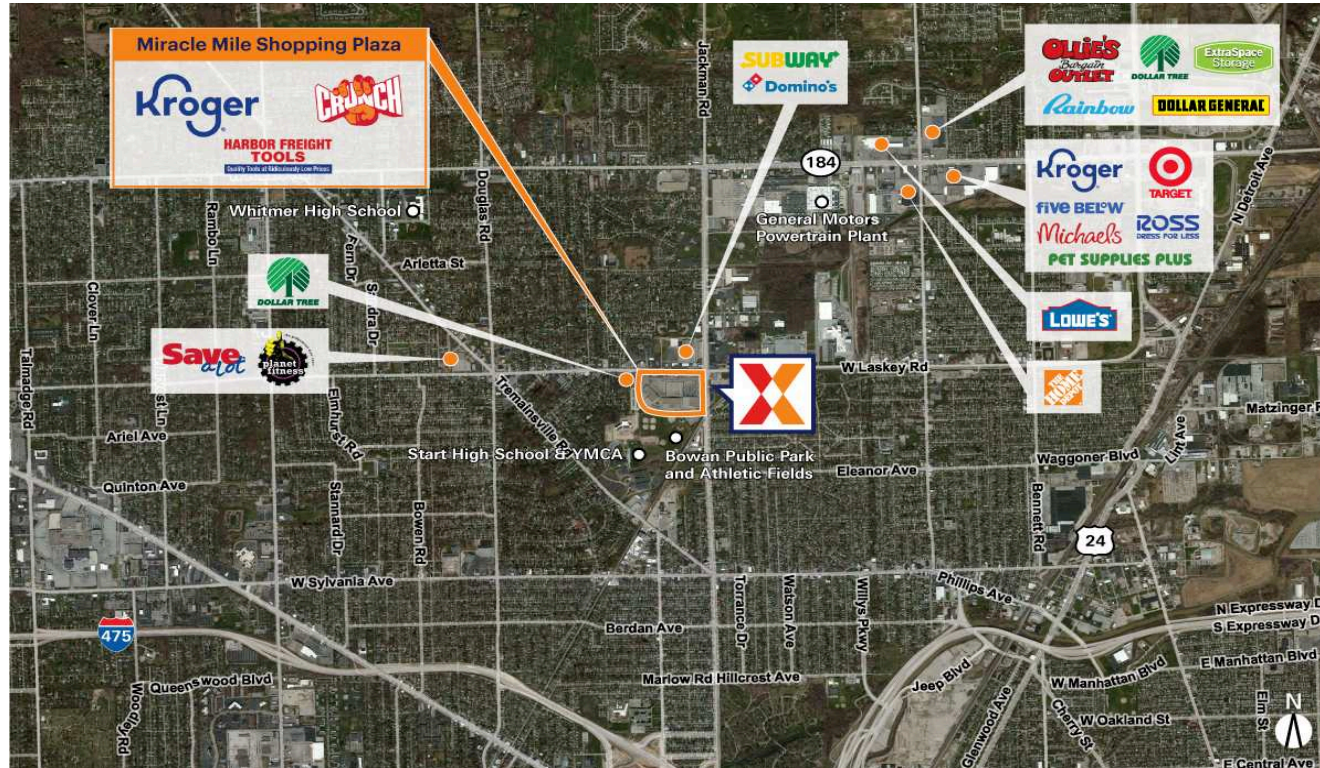 Miracle Mile Shopping Plaza
Kroger
CRUNCH
HARBOR FREIGHT
TOOLS
Quality Tools at Ridiculously Low Prices
SUBWAY
Domino's
OLLIE'S
Bargain
OUTLET
DOLLAR TREE
ExtraSpace
Storage
Rainbow
DOLLAR GENERAL
Kroger
TARGET
five BELOW
Michaels
ROSS
DRESS FOR LESS
PET SUPPLIES PLUS
LOWE'S
THE HOME DEPOT
DOLLAR TREE
Save
a lot
planet
fitness
Jackman Rd
184
Whitmer High School
Douglas Rd
General Motors
Powertrain Plant
N Detroit Ave
Rambo Ln
Fern Dr
Arletta St
Clover Ln
Sandra Dr
Talmadge Rd
W Laskey Rd
Elmhurst Rd
Tremainsville R
Matzinger R
Ariel Ave
Start High School & YMCA
Bowan Public Park
and Athletic Fields
Eleanor Ave
Waggoner Blvd
Lint Ave
Quinton Ave
Stannard Dr
Bowen Rd
Bennett Rd
24
W Sylvania Ave
Torrance Dr
Watson Ave
Willys Pkwy
Phillips Ave
N Expressway D
S Expressway D
475
Berdan Ave
E Manhattan Blvd
Queenswood Blvd
Woodley Rd
Marlow Rd Hillcrest Ave
Jeep Blvd
W Manhattan Blvd
Glenwood Ave
Cherry St
W Oakland St
Elm St
N
E Central Ave